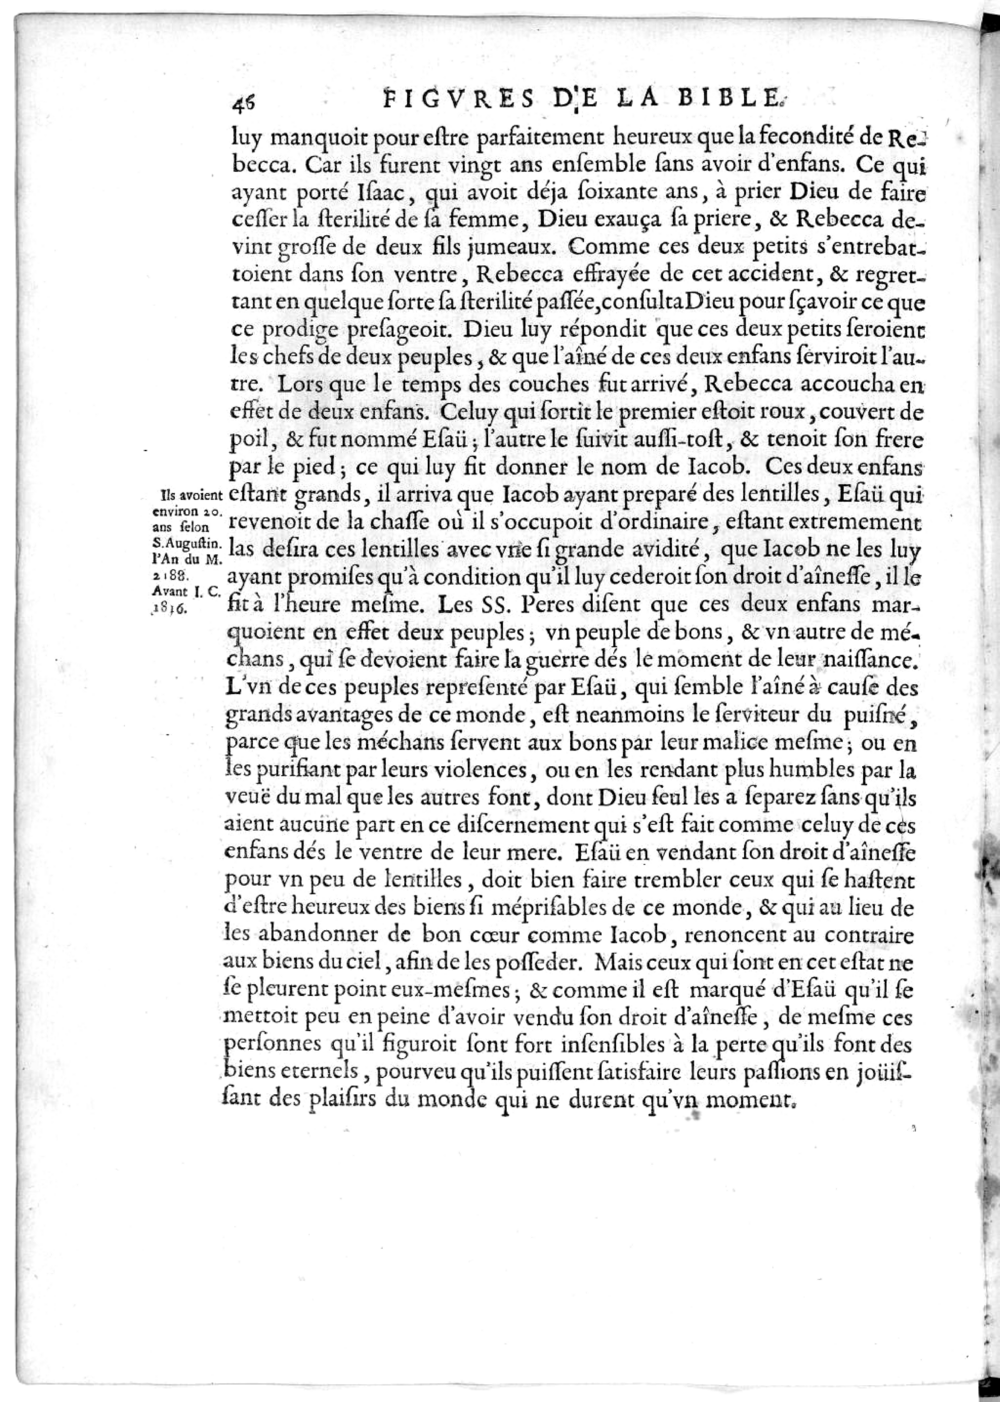 46 FIGVRES DE LA BIBLE.
luy manquoit pour eſtre parfaitement heureux que la fecondité de Re-
becca. Car ils furent vingt ans enſemble ſans avoir d'enfans. Ce qui
ayant porté Iſaac, qui avoit déja ſoixante ans, à prier Dieu de faire
ceſſer la ſterilité de ſa femme, Dieu exauça ſa priere, & Rebecca de-
vint groſſe de deux fils jumeaux. Comme ces deux petits s'entrebat-
toient dans ſon ventre, Rebecca effrayée de cet accident, & regret-
tant en quelque ſorte ſa ſterilité paſſée, conſulta Dieu pour ſçavoir ce que
ce prodige preſageoit. Dieu luy répondit que ces deux petits ſeroient
les chefs de deux peuples, & que l'aîné de ces deux enfans ſerviroit l'au-
tre. Lors que le temps des couches fut arrivé, Rebecca accoucha en
effet de deux enfans. Celuy qui ſortit le premier eſtoit roux, couvert de
poil, & fut nommé Eſaü; l'autre le ſuivit auſſi-toſt, & tenoit ſon frere
par le pied; ce qui luy fit donner le nom de Iacob. Ces deux enfans
eſtant grands, il arriva que Iacob ayant preparé des lentilles, Eſaü qui
revenoit de la chaſſe où il s'occupoit d'ordinaire, eſtant extremement
las deſira ces lentilles avec vne ſi grande avidité, que Iacob ne les luy
ayant promiſes qu'à condition qu'il luy cederoit ſon droit d'aîneſſe, il le
fit à l'heure meſme. Les SS. Peres diſent que ces deux enfans mar-
quoient en effet deux peuples; vn peuple de bons, & vn autre de mé-
chans, qui ſe devoient faire la guerre dés le moment de leur naiſſance.
L'vn de ces peuples repreſenté par Eſaü, qui ſemble l'aîné à cauſe des
grands avantages de ce monde, eſt neanmoins le ſerviteur du puiſné,
parce que les méchans ſervent aux bons par leur malice meſme; ou en
les purifiant par leurs violences, ou en les rendant plus humbles par la
veuë du mal que les autres font, dont Dieu ſeul les a ſeparez ſans qu'ils
aient aucune part en ce diſcernement qui s'eſt fait comme celuy de ces
enfans dés le ventre de leur mere. Eſaü en vendant ſon droit d'aîneſſe
pour vn peu de lentilles, doit bien faire trembler ceux qui ſe haſtent
d'eſtre heureux des biens ſi mépriſables de ce monde, & qui au lieu de
les abandonner de bon cœur comme Iacob, renoncent au contraire
aux biens du ciel, afin de les poſſeder. Mais ceux qui ſont en cet eſtat ne
ſe pleurent point eux-meſmes; & comme il eſt marqué d'Eſaü qu'il ſe
mettoit peu en peine d'avoir vendu ſon droit d'aîneſſe, de meſme ces
perſonnes qu'il figuroit ſont fort inſenſibles à la perte qu'ils font des
biens eternels, pourveu qu'ils puiſſent ſatisfaire leurs paſſions en joüiſ-
ſant des plaiſirs du monde qui ne durent qu'vn moment.
Ils avoient
environ 20.
ans ſelon
S. Auguſtin.
l'An du M.
2188.
Avant I. C.